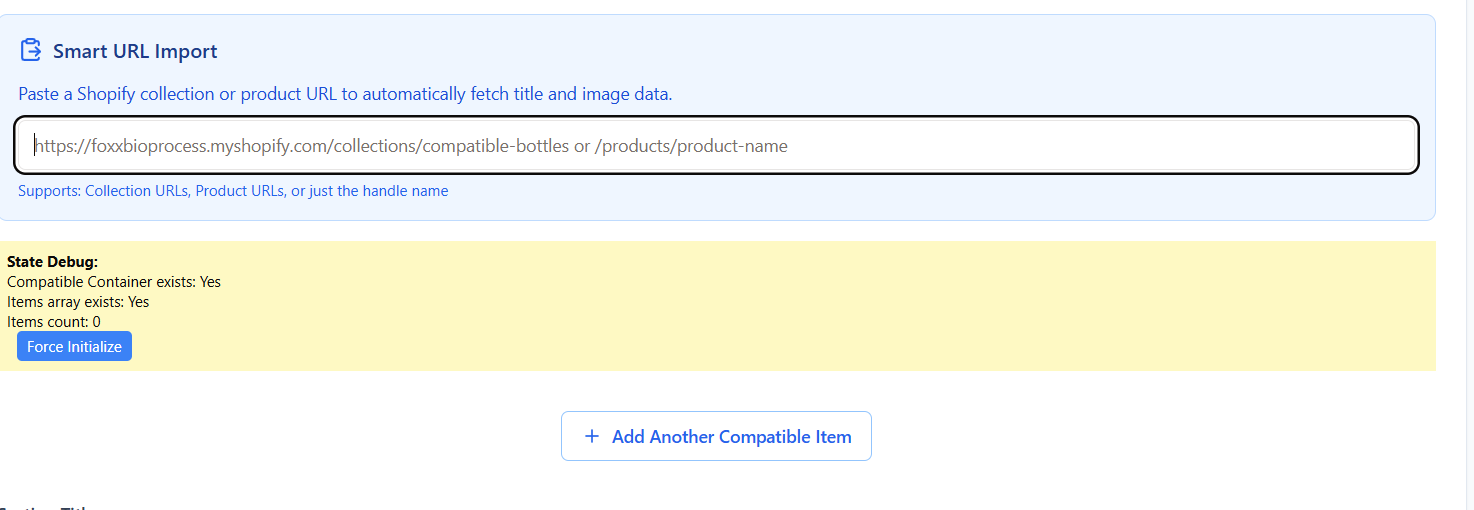 Smart URL Import
Paste a Shopify collection or product URL to automatically fetch title and image data.
https://foxxbioprocess.myshopify.com/collections/compatible-bottles or /products/product-name
Supports: Collection URLs, Product URLs, or just the handle name
State Debug:
Compatible Container exists: Yes
Items array exists: Yes
Items count: 0
Force Initialize
+ Add Another Compatible Item